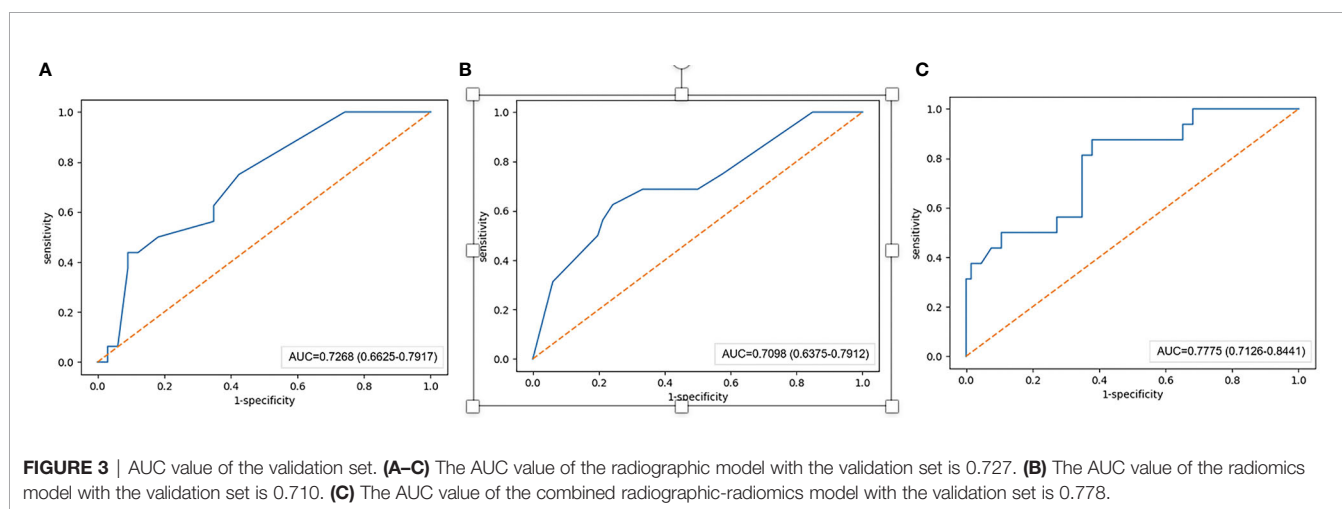 A
B
C
1.0
0.8
0.6
0.4
0.2
0.0
sensitivity
0.0 0.2 0.4 0.6 0.8 1.0
1-specificity
AUC=0.7268 (0.6625-0.7917)
1.0
0.8
0.6
0.4
0.2
0.0
sensitivity
0.0 0.2 0.4 0.6 0.8 1.0
1-specificity
AUC=0.7098 (0.6375-0.7912)
1.0
0.8
0.6
0.4
0.2
0.0
sensitivity
0.0 0.2 0.4 0.6 0.8 1.0
1-specificity
AUC=0.7775 (0.7126-0.8441)
FIGURE 3 | AUC value of the validation set. (A–C) The AUC value of the radiographic model with the validation set is 0.727. (B) The AUC value of the radiomics
model with the validation set is 0.710. (C) The AUC value of the combined radiographic-radiomics model with the validation set is 0.778.